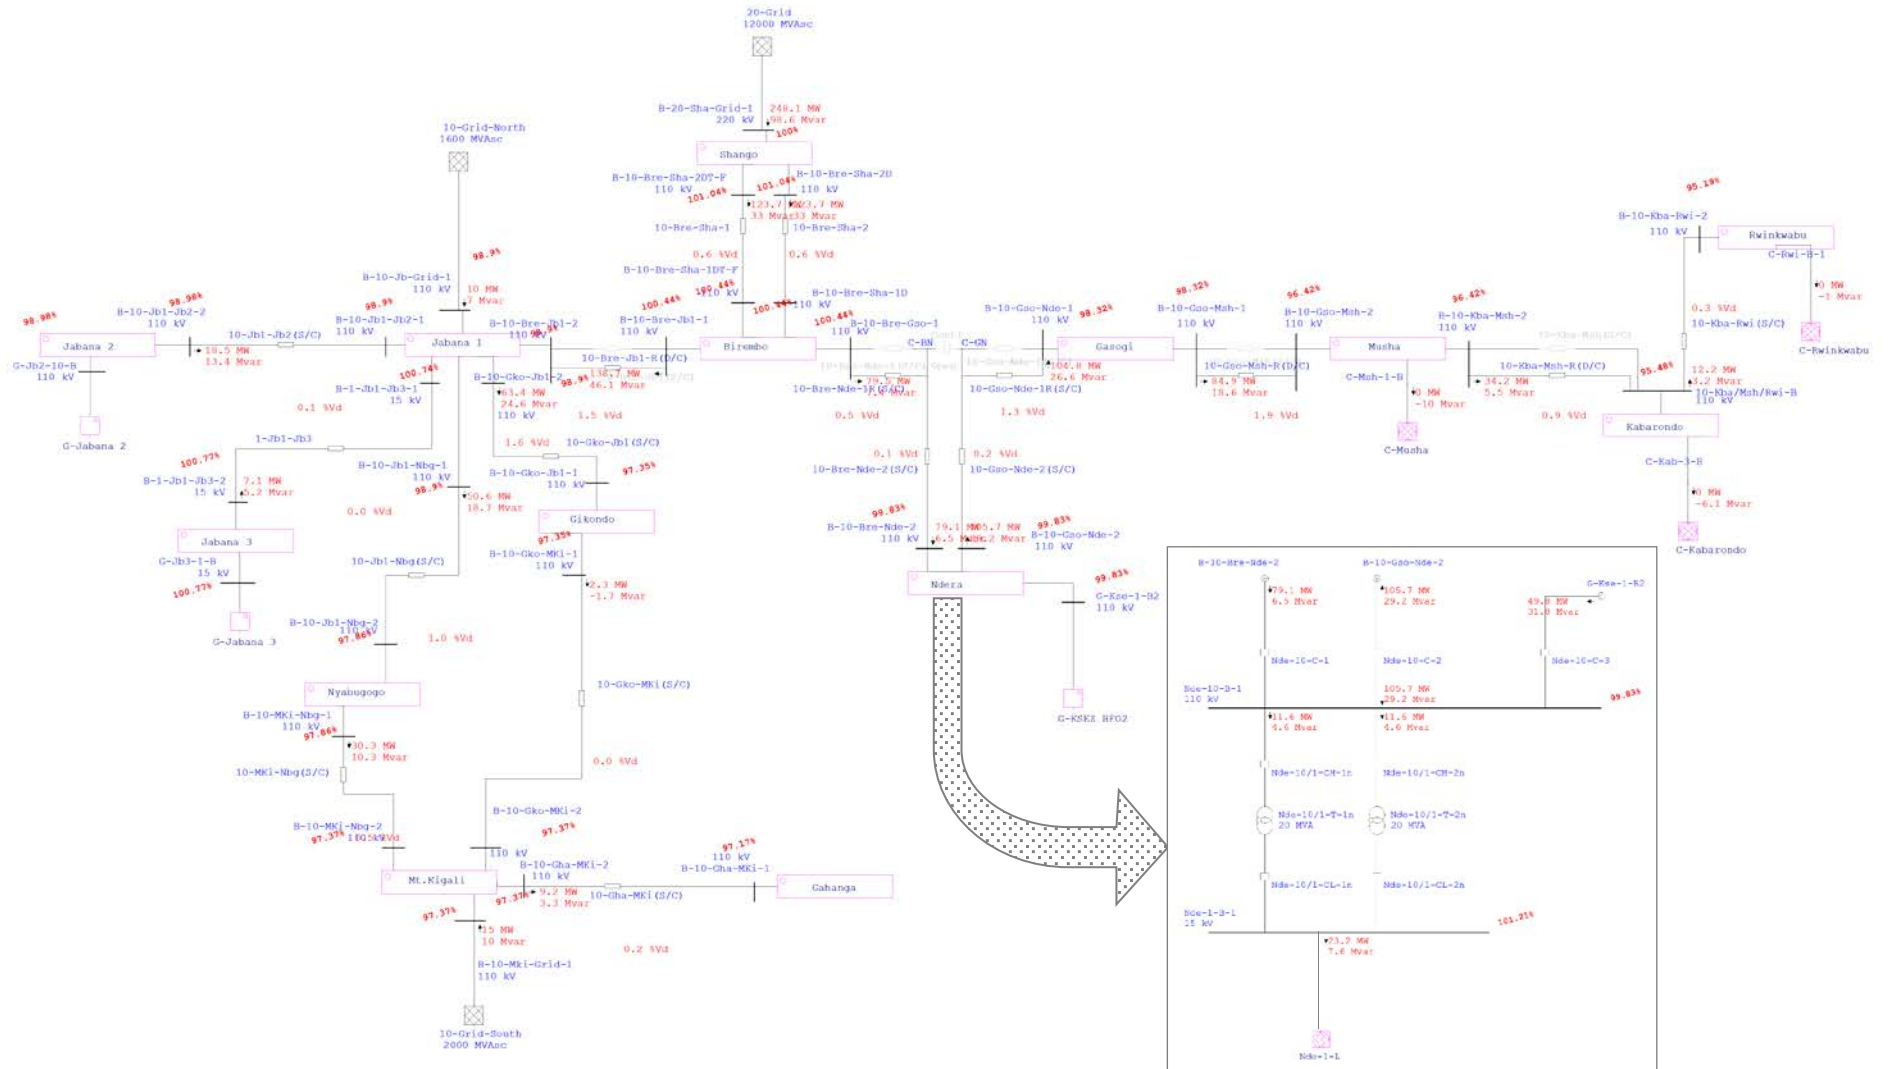 20-Grid
12000 MVAsc
B-20-Sha-Grid-1
220 kV
248.1 MW
98.6 Mvar
100%
Shango
10-Grid-North
1600 MVAsc
B-10-Bre-Sha-2DT-F
110 kV
101.04%
101.04%
B-10-Bre-Sha-2D
110 kV
123.7 MW
33 Mvar
33 Mvar
10-Bre-Sha-1
10-Bre-Sha-2
0.6 %Vd
0.6 %Vd
B-10-Bre-Sha-1DT-F
110 kV
100.44%
B-10-Bre-Sha-1D
110 kV
100.44%
95.19%
B-10-Kba-Rwi-2
110 kV
Rwinkwabu
C-Rwi-B-1
0 MW
-1 Mvar
C-Rwinkwabu
98.9%
B-10-Jb-Grid-1
110 kV
10 MW
7 Mvar
98.98%
98.98%
B-10-Jb1-Jb2-2
110 kV
10-Jb1-Jb2(S/C)
98.9%
B-10-Jb1-Jb2-1
110 kV
Jabana 2
18.5 MW
13.4 Mvar
G-Jb2-10-B
110 kV
G-Jabana 2
Jabana 1
B-10-Bre-Jb1-2
110 kV
B-10-Bre-Jb1-1
110 kV
100.44%
10-Bre-Jb1-R(D/C)
138.7 MW
46.1 Mvar
1.5 %Vd
Birembo
100.44%
B-10-Bre-Gso-1
110 kV
C-BN
C-GN
79.5 MW
10-Bre-Nde-1R(S/C)
0.5 %Vd
B-10-Gso-Nde-1
110 kV
98.32%
104.8 MW
26.6 Mvar
10-Gso-Nde-1R(S/C)
1.3 %Vd
Gasogi
98.32%
B-10-Gso-Msh-1
110 kV
10-Gso-Msh-R(D/C)
84.9 MW
18.6 Mvar
1.9 %Vd
96.42%
B-10-Gso-Msh-2
110 kV
Musha
C-Msh-1-B
0 MW
-10 Mvar
C-Musha
96.42%
B-10-Kba-Msh-2
110 kV
10-Kba-Msh(S/C)
10-Kba-Msh-R(D/C)
34.2 MW
5.5 Mvar
0.9 %Vd
95.48%
0.3 %Vd
10-Kba-Rwi(S/C)
12.2 MW
3.2 Mvar
10-Kba/Msh/Rwi-B
110 kV
Kabarondo
C-Kab-3-B
0 MW
-6.1 Mvar
C-Kabarondo
100.74%
B-1-Jb1-Jb3-1
15 kV
0.1 %Vd
1-Jb1-Jb3
100.77%
B-1-Jb1-Jb3-2
15 kV
7.1 MW
5.2 Mvar
Jabana 3
G-Jb3-1-B
15 kV
100.77%
G-Jabana 3
B-10-Gko-Jb1-2
98.9%
63.4 MW
24.6 Mvar
110 kV
1.6 %Vd
10-Gko-Jb1(S/C)
B-10-Gko-Jb1-1
110 kV
97.35%
Gikondo
97.35%
B-10-Gko-MKi-1
110 kV
2.3 MW
-1.7 Mvar
B-10-Jb1-Nbg-1
110 kV
98.9%
50.6 MW
18.7 Mvar
0.0 %Vd
10-Jb1-Nbg(S/C)
B-10-Jb1-Nbg-2
110 kV
97.86%
1.0 %Vd
Nyabugogo
B-10-MKi-Nbg-1
110 kV
97.86%
30.3 MW
10.3 Mvar
10-MKi-Nbg(S/C)
10-Gko-MKi(S/C)
0.0 %Vd
B-10-MKi-Nbg-2
97.37%
B-10-Gko-MKi-2
110 kV
97.37%
Mt.Kigali
B-10-Gha-MKi-2
110 kV
97.37%
9.2 MW
3.3 Mvar
10-Gha-MKi(S/C)
97.17%
110 kV
B-10-Gha-MKi-1
Gahanga
0.2 %Vd
97.37%
15 MW
10 Mvar
B-10-Mki-Grid-1
110 kV
10-Grid-South
2000 MVAsc
0.1 %Vd
10-Bre-Nde-2(S/C)
0.2 %Vd
10-Gso-Nde-2(S/C)
99.83%
B-10-Bre-Nde-2
110 kV
79.1 MW
6.5 Mvar
99.83%
B-10-Gso-Nde-2
110 kV
Ndera
99.83%
G-Kse-1-B2
110 kV
G-KSEZ HFO2
B-10-Bre-Nde-2
B-10-Gso-Nde-2
G-Kse-1-B2
79.1 MW
6.5 Mvar
105.7 MW
29.2 Mvar
49.8 MW
31.8 Mvar
Nde-10-C-1
Nde-10-C-2
Nde-10-C-3
Nde-10-B-1
110 kV
105.7 MW
29.2 Mvar
99.83%
11.6 MW
4.6 Mvar
11.6 MW
4.6 Mvar
Nde-10/1-CH-1n
Nde-10/1-CH-2n
Nde-10/1-T-1n
20 MVA
Nde-10/1-T-2n
20 MVA
Nde-10/1-CL-1n
Nde-10/1-CL-2n
Nde-1-B-1
15 kV
101.21%
23.2 MW
7.6 Mvar
Nde-1-L